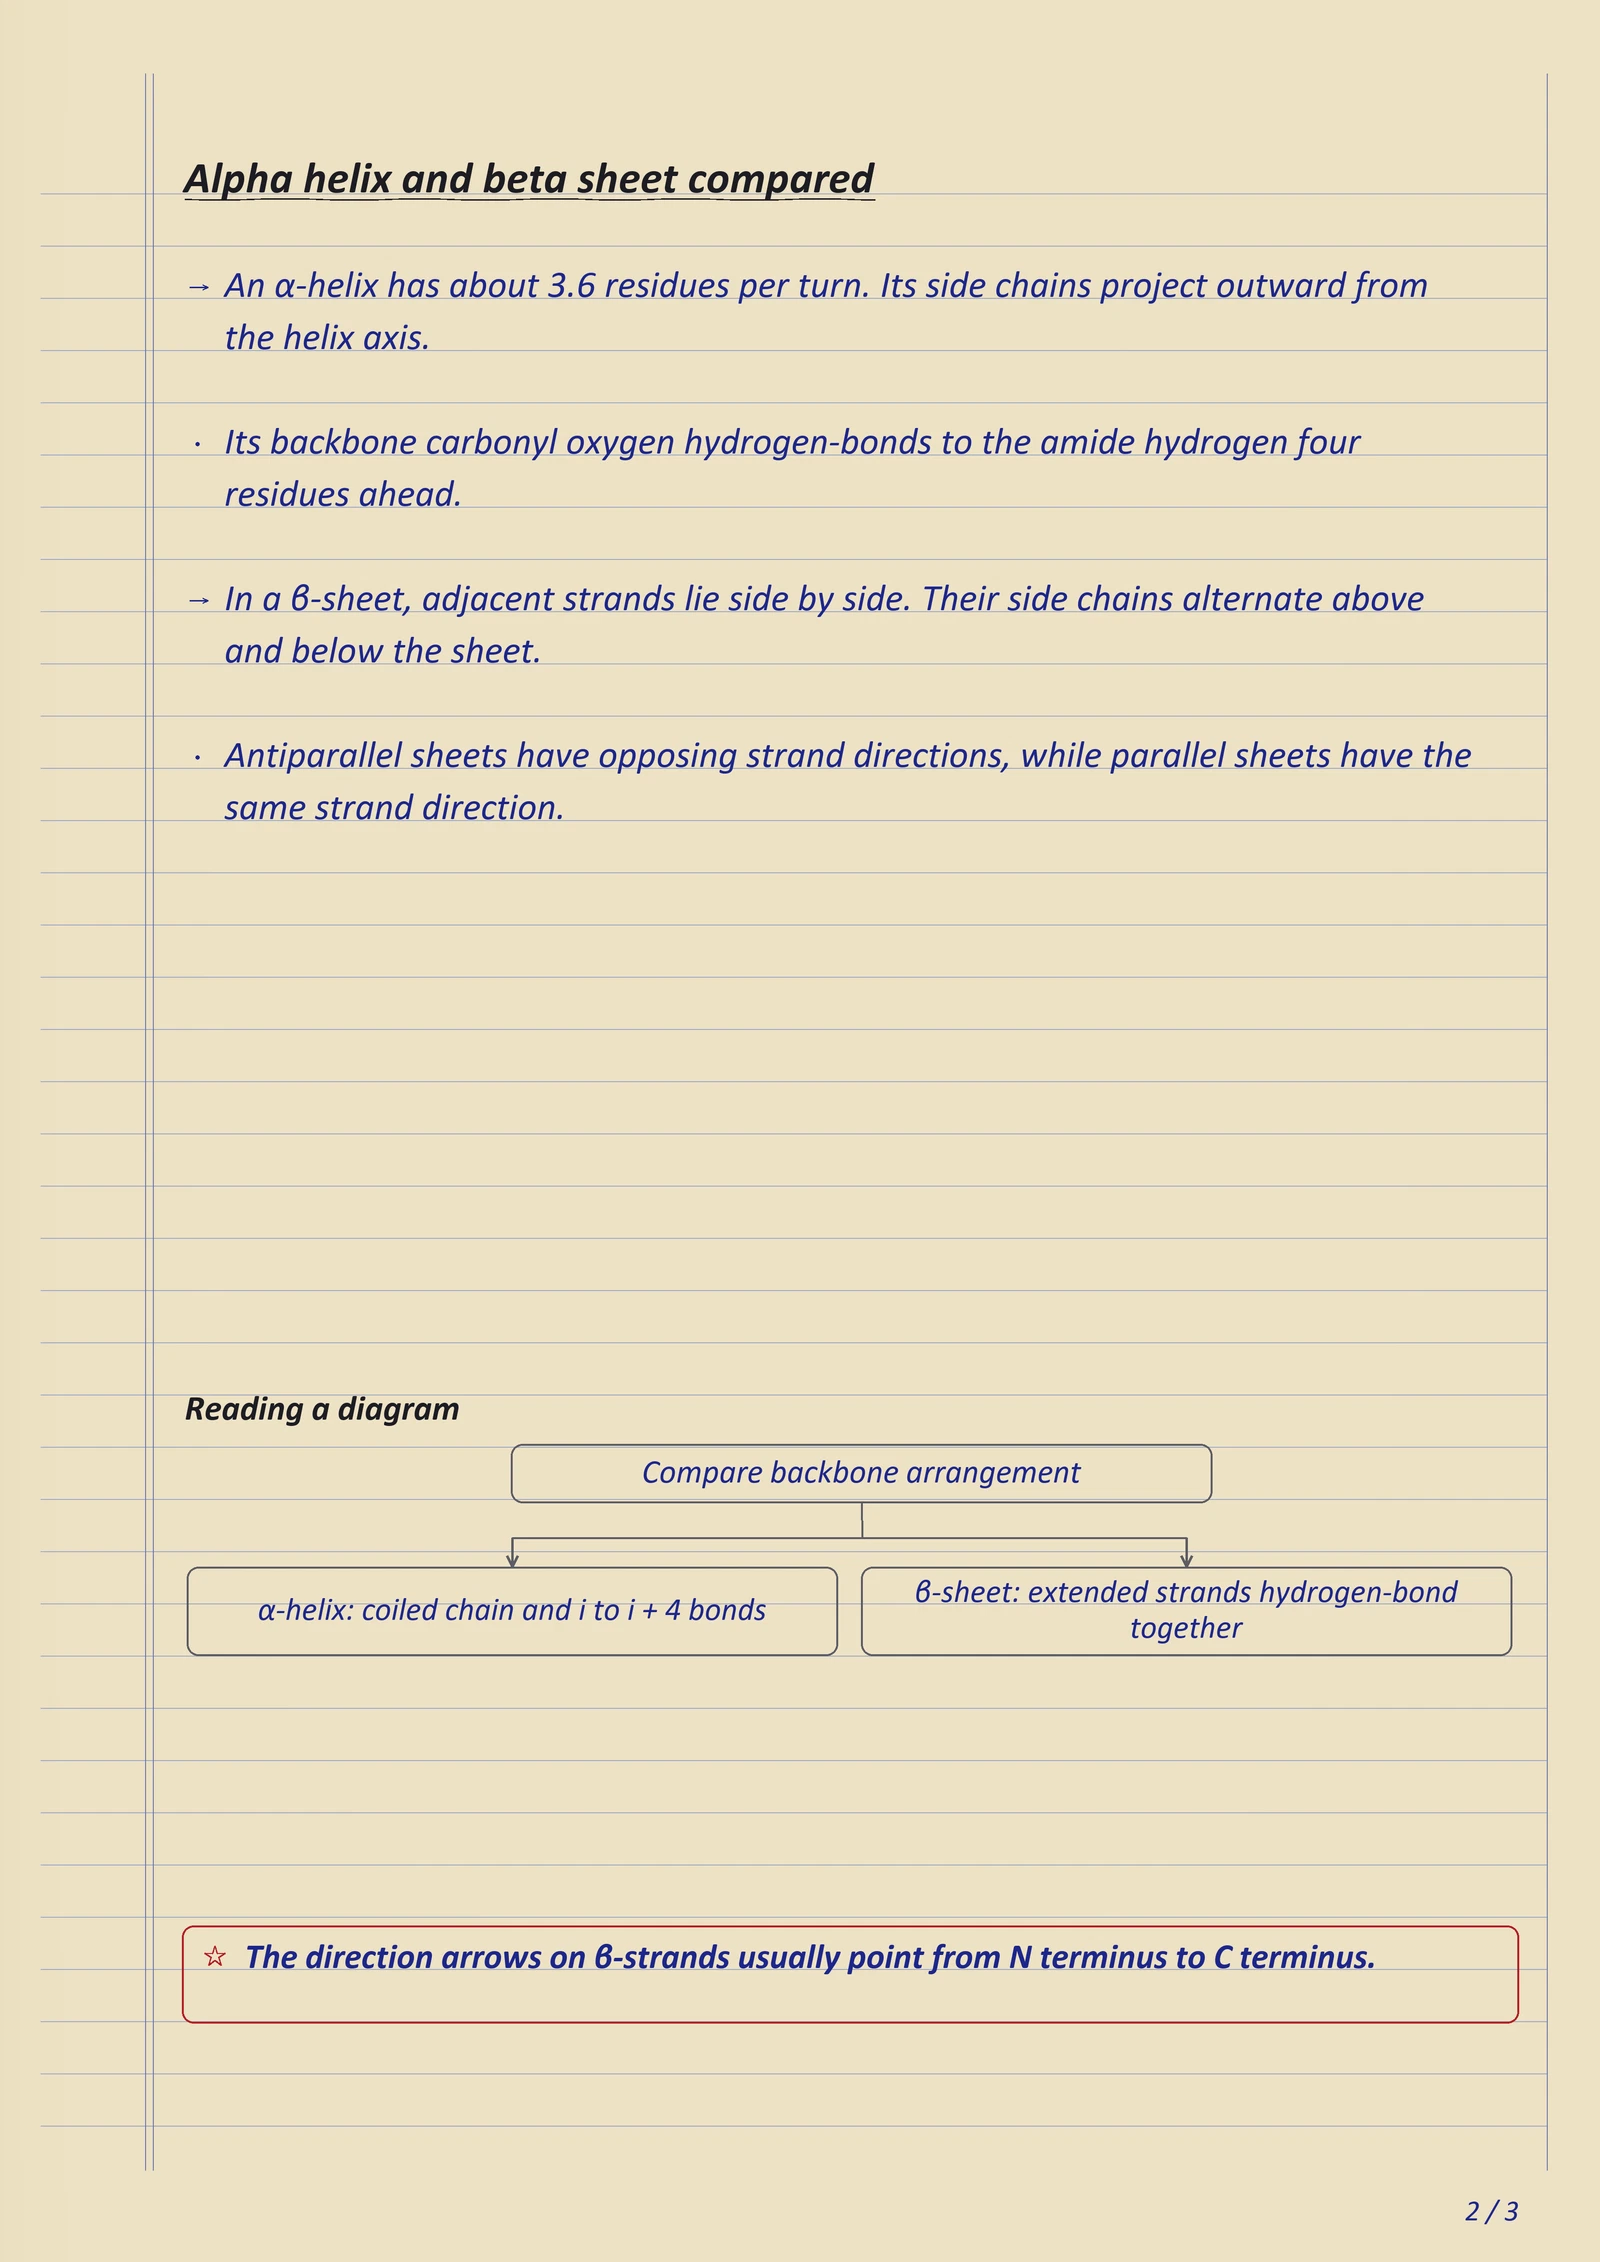 Alpha helix and beta sheet compared
→ An α-helix has about 3.6 residues per turn. Its side chains project outward from
the helix axis.
· Its backbone carbonyl oxygen hydrogen-bonds to the amide hydrogen four
residues ahead.
→ In a β-sheet, adjacent strands lie side by side. Their side chains alternate above
and below the sheet.
· Antiparallel sheets have opposing strand directions, while parallel sheets have the
same strand direction.
Reading a diagram
Compare backbone arrangement
α-helix: coiled chain and i to i + 4 bonds
β-sheet: extended strands hydrogen-bond
together
☆ The direction arrows on β-strands usually point from N terminus to C terminus.
2 / 3